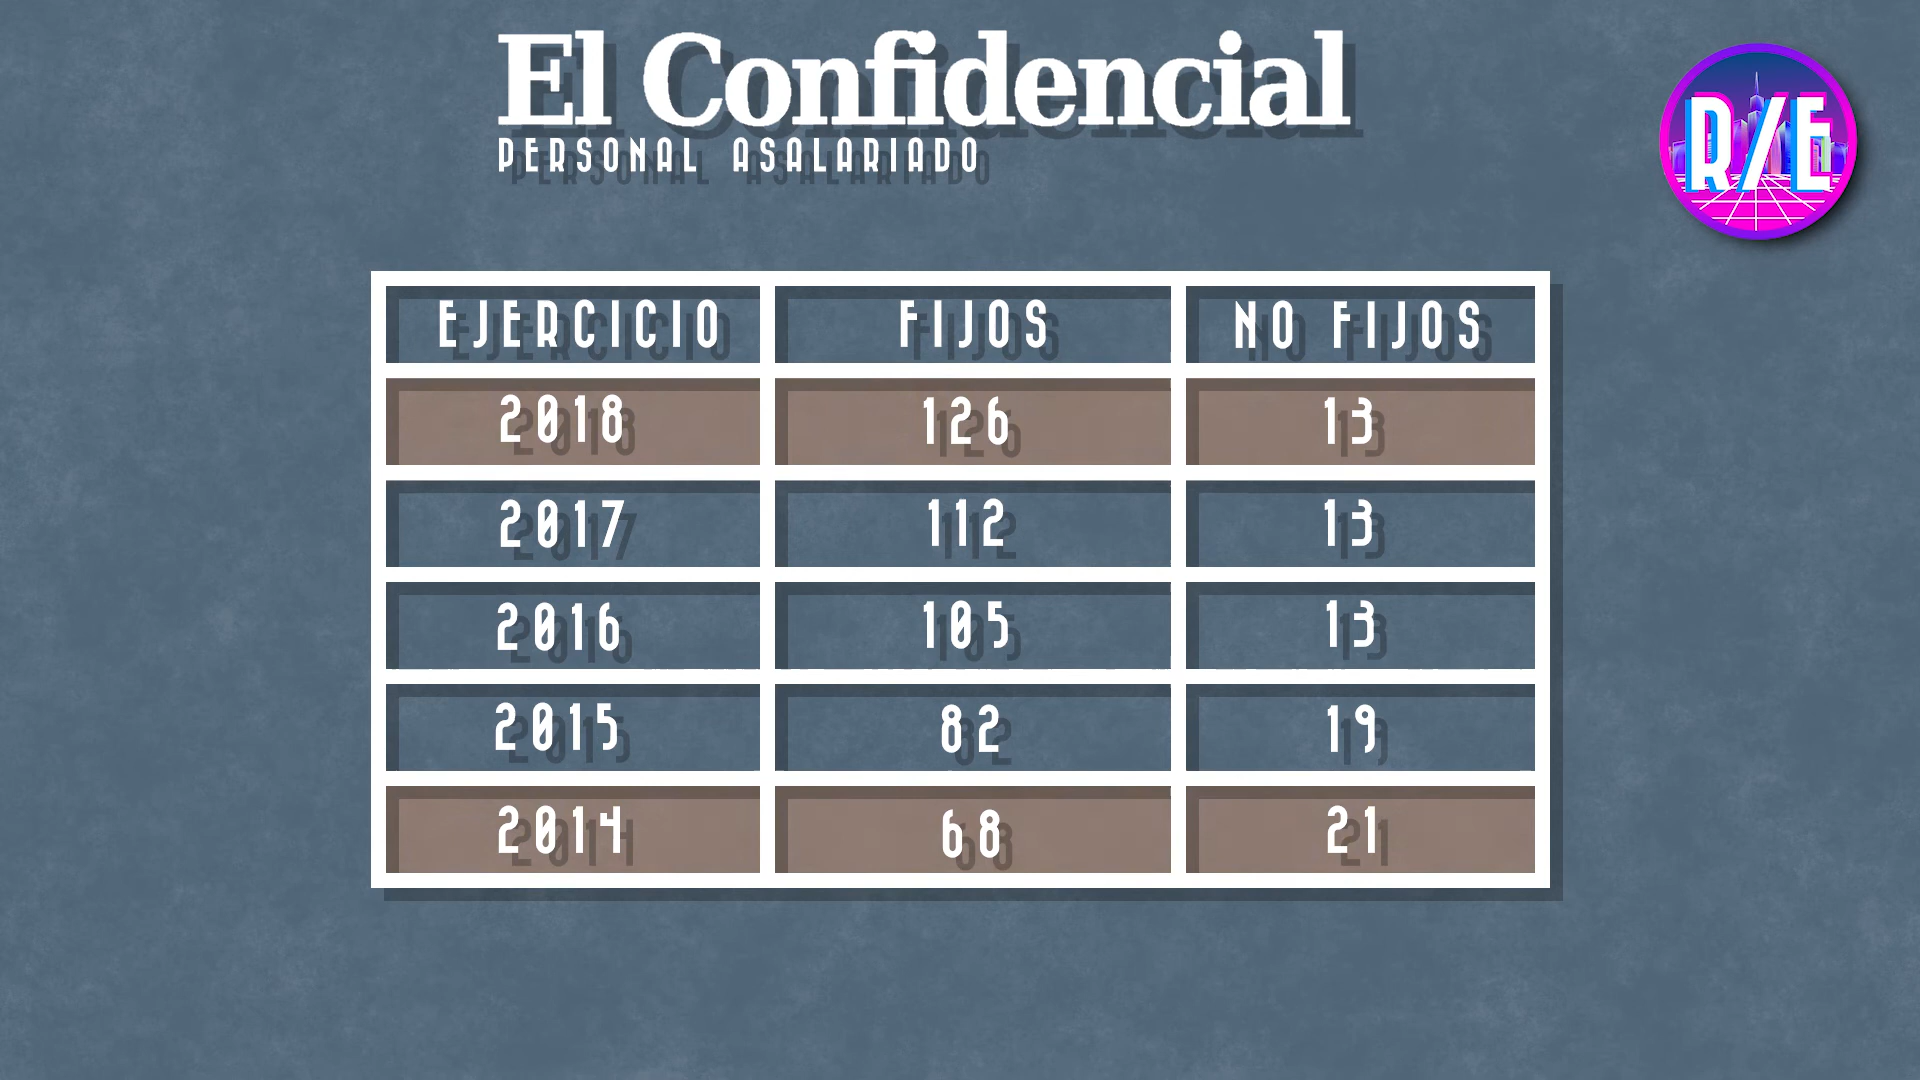 El Confidencial
PERSONAL ASALARIADO
R/E
EJERCICIO FIJOS NO FIJOS
2018 126 13
2017 112 13
2016 105 13
2015 82 19
2014 68 21